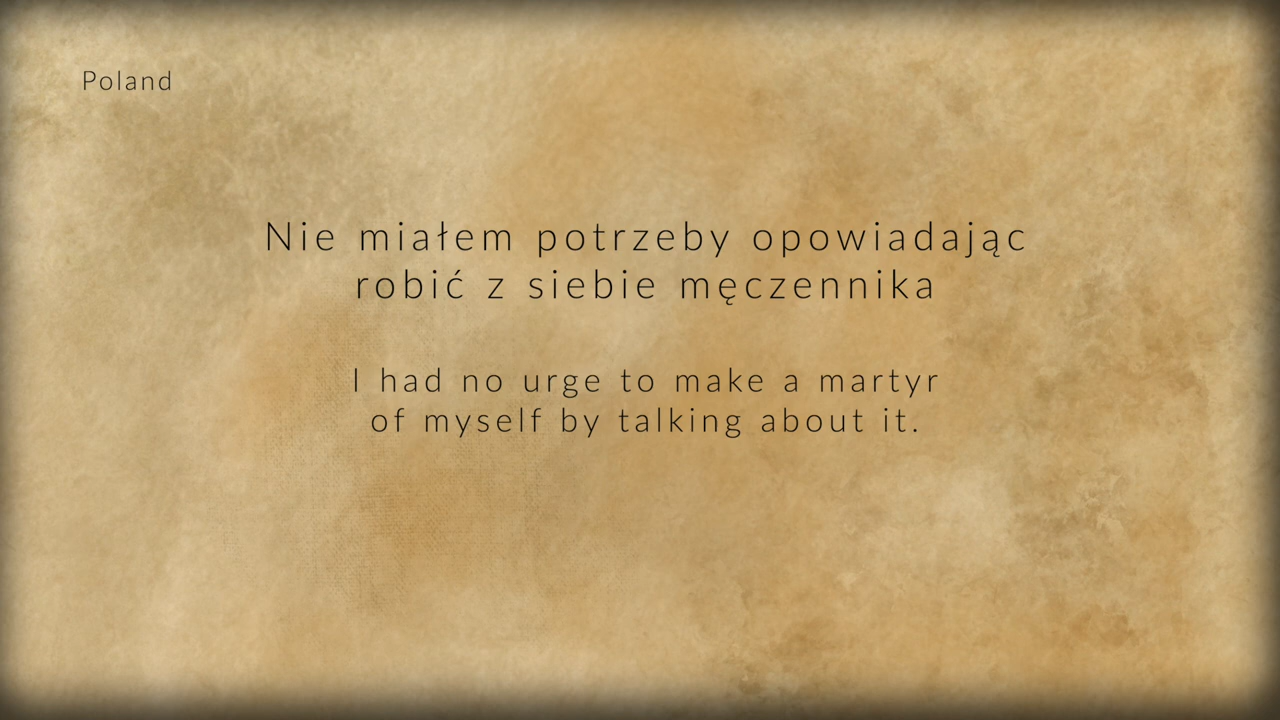 Poland
Nie miałem potrzeby opowiadając
robić z siebie męczennika
I had no urge to make a martyr
of myself by talking about it.